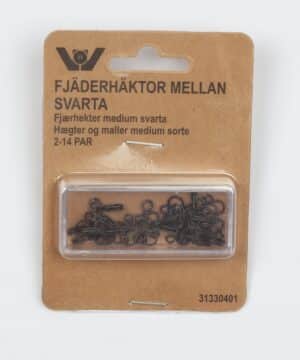 FJÄDERHÄKTOR MELLAN
SVARTA
Fjærhekter medium svarta
Hægter og maller medium sorte
2-14 PAR
31330401